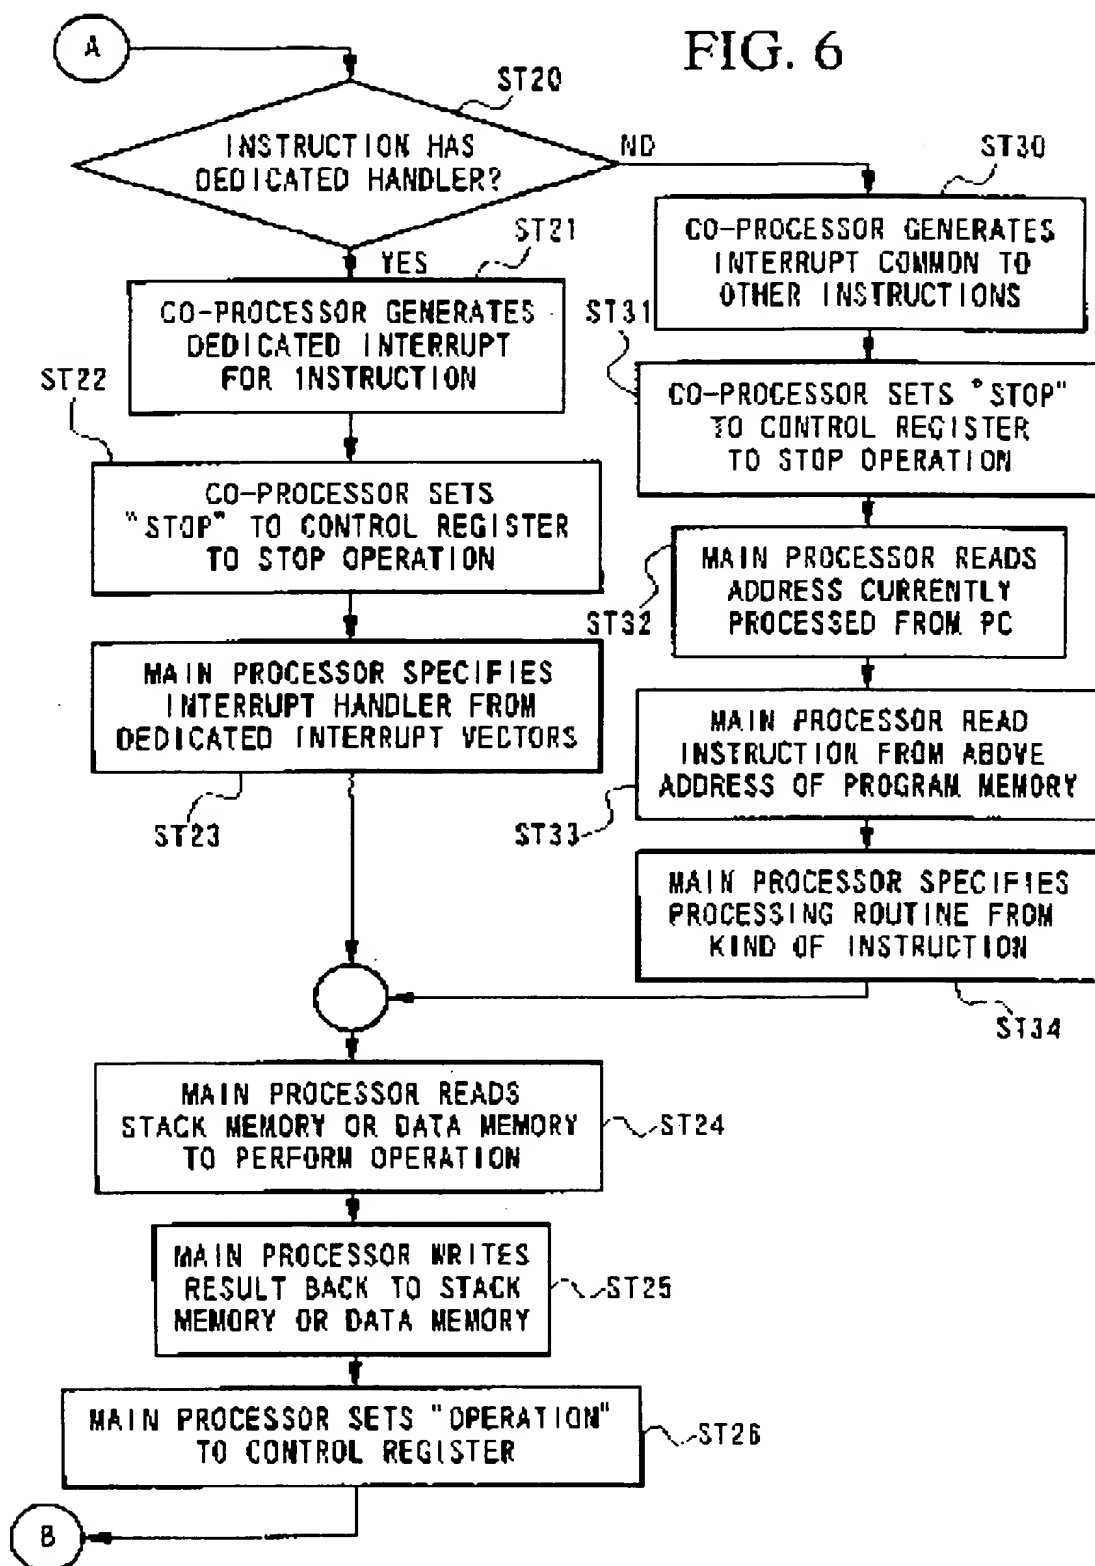 FIG. 6
A
ST20
INSTRUCTION HAS
DEDICATED HANDLER?
NO
YES
ST21
CO-PROCESSOR GENERATES
DEDICATED INTERRUPT
FOR INSTRUCTION
ST22
CO-PROCESSOR SETS
"STOP" TO CONTROL REGISTER
TO STOP OPERATION
MAIN PROCESSOR SPECIFIES
INTERRUPT HANDLER FROM
DEDICATED INTERRUPT VECTORS
ST23
ST30
CO-PROCESSOR GENERATES
INTERRUPT COMMON TO
OTHER INSTRUCTIONS
ST31
CO-PROCESSOR SETS "STOP"
TO CONTROL REGISTER
TO STOP OPERATION
MAIN PROCESSOR READS
ADDRESS CURRENTLY
PROCESSED FROM PC
ST32
MAIN PROCESSOR READ
INSTRUCTION FROM ABOVE
ADDRESS OF PROGRAM MEMORY
ST33
MAIN PROCESSOR SPECIFIES
PROCESSING ROUTINE FROM
KIND OF INSTRUCTION
ST34
MAIN PROCESSOR READS
STACK MEMORY OR DATA MEMORY
TO PERFORM OPERATION
ST24
MAIN PROCESSOR WRITES
RESULT BACK TO STACK
MEMORY OR DATA MEMORY
ST25
MAIN PROCESSOR SETS "OPERATION"
TO CONTROL REGISTER
ST26
B